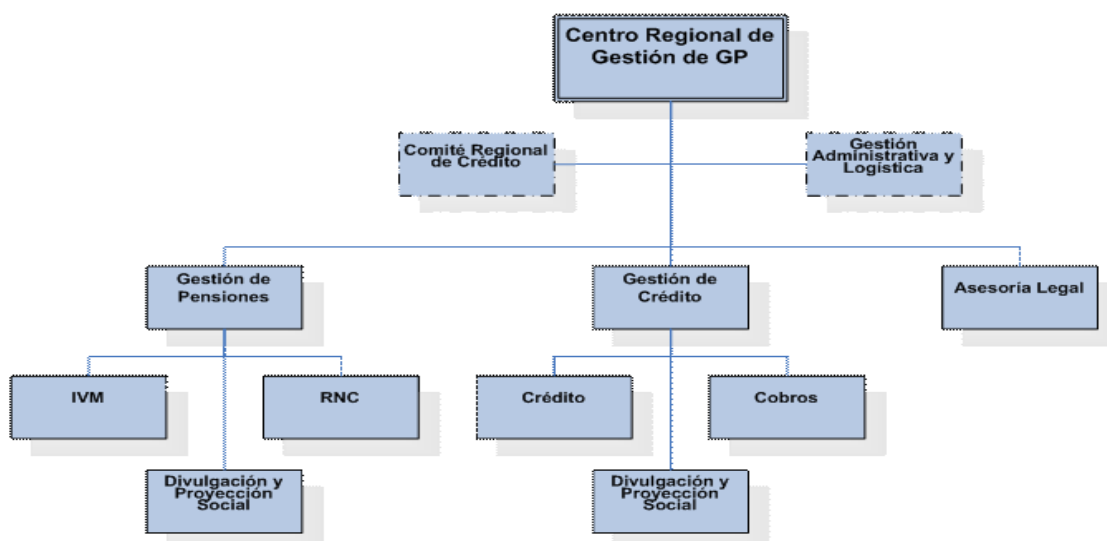 Centro Regional de
Gestión de GP
Comité Regional
de Crédito
Gestión
Administrativa y
Logística
Gestión de
Pensiones
Gestión de
Crédito
Asesoría Legal
IVM
RNC
Crédito
Cobros
Divulgación y
Proyección
Social
Divulgación y
Proyección
Social